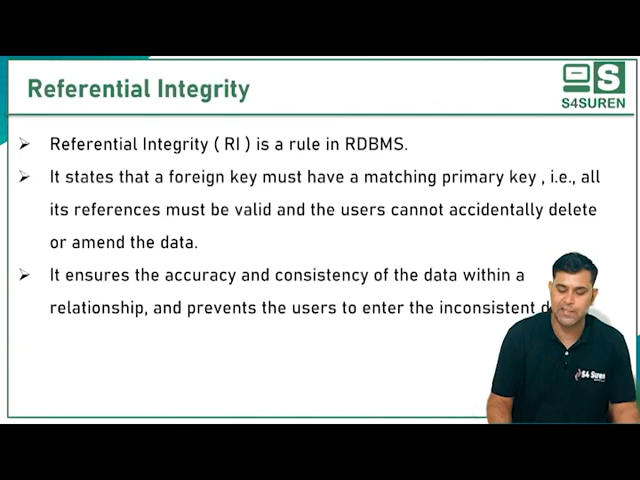 Referential Integrity
S4SUREN
➢ Referential Integrity ( RI ) is a rule in RDBMS.
➢ It states that a foreign key must have a matching primary key , i.e., all
its references must be valid and the users cannot accidentally delete
or amend the data.
➢ It ensures the accuracy and consistency of the data within a
relationship, and prevents the users to enter the inconsistent
S4 Suren